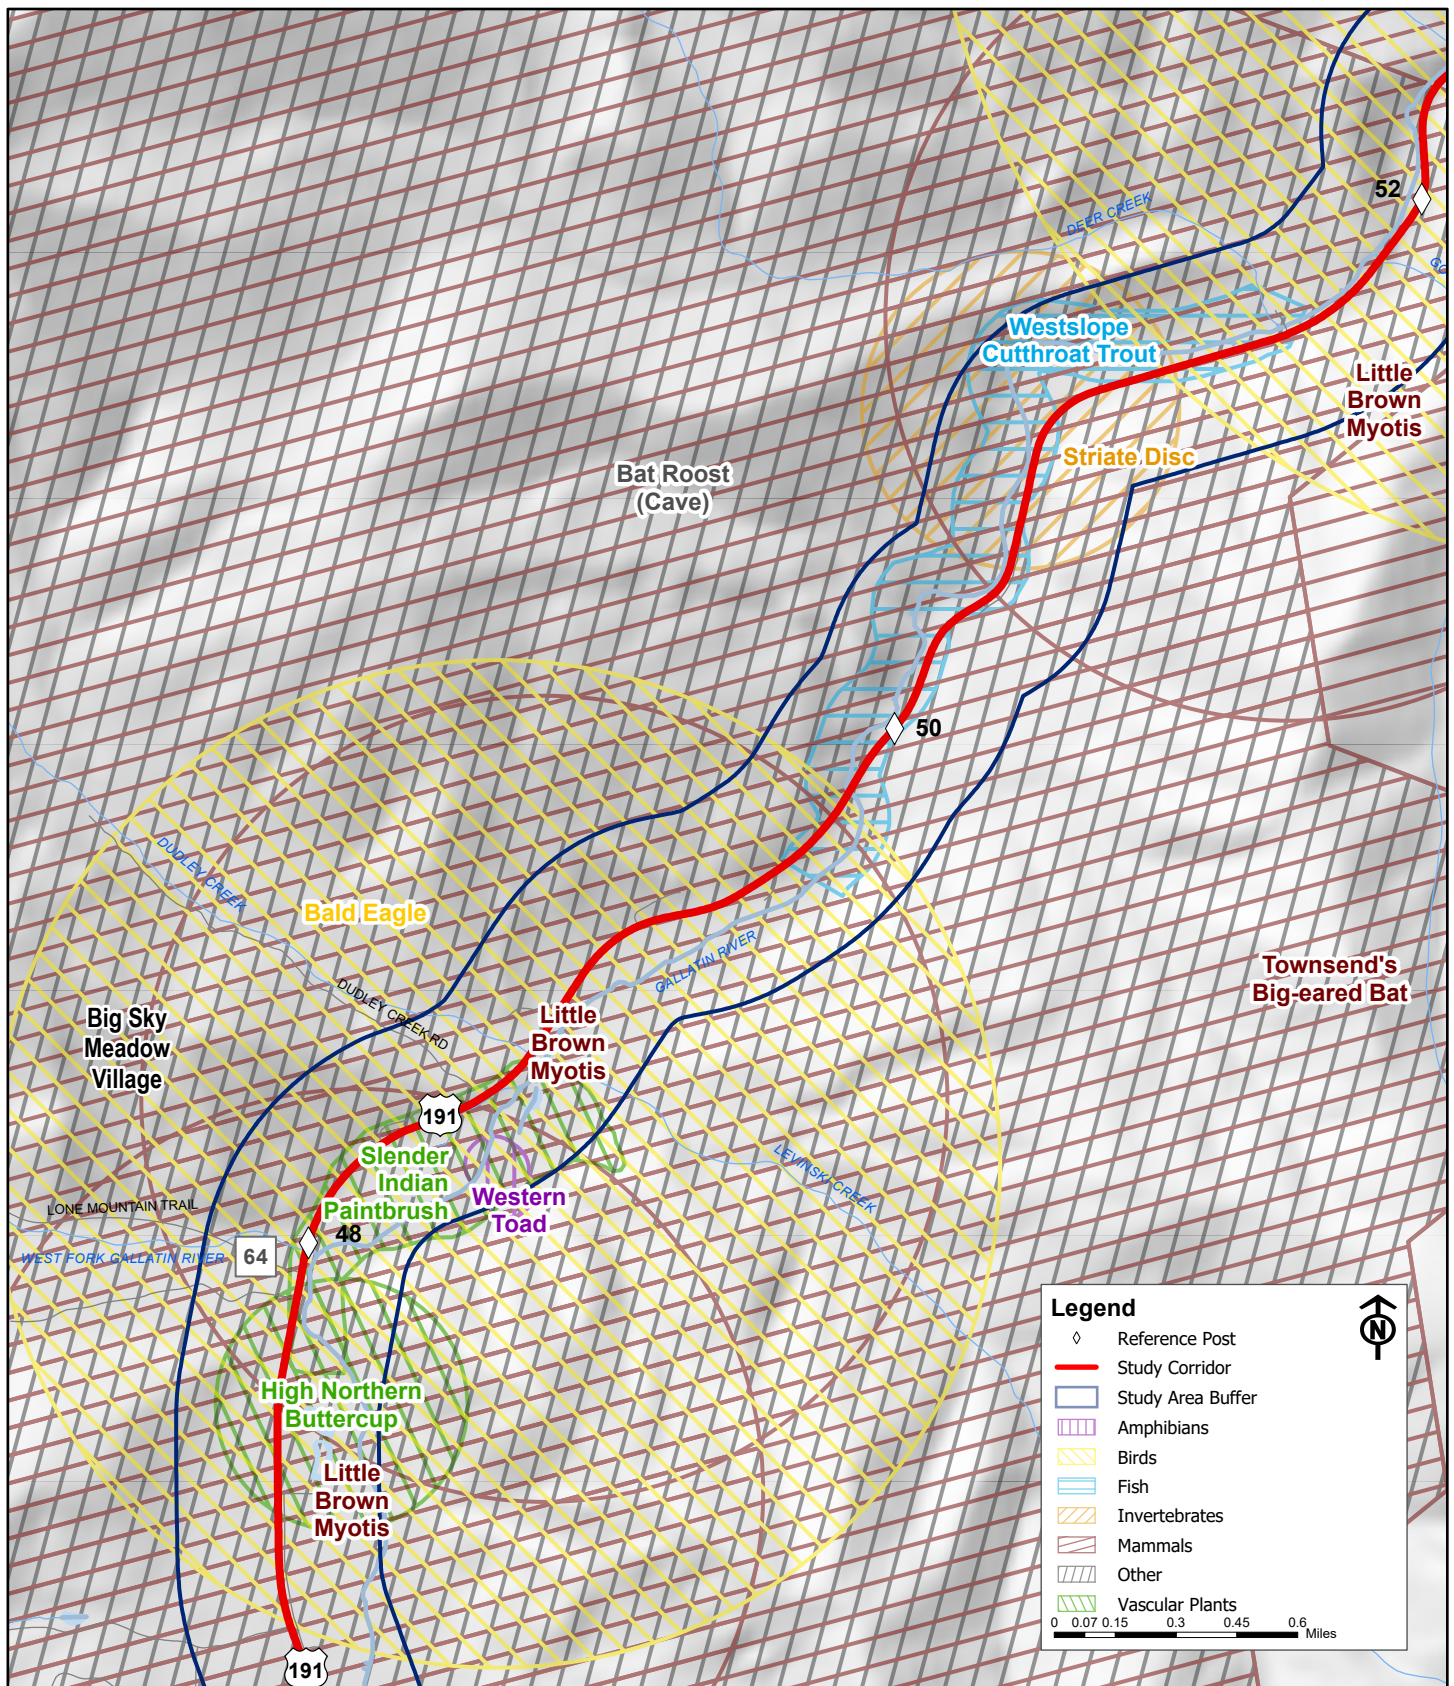 DEER CREEK
52
GO
Westslope
Cutthroat Trout
Little
Brown
Myotis
Striate Disc
Bat Roost
(Cave)
50
DUDLEY CREEK
Bald Eagle
GALLATIN RIVER
Townsend's
Big-eared Bat
DUDLEY CREEK RD
Big Sky
Meadow
Village
Little
Brown
Myotis
191
Slender
Indian
Paintbrush
Western
Toad
LEVINSKI CREEK
LONE MOUNTAIN TRAIL
48
WEST FORK GALLATIN RIVER
64
High Northern
Buttercup
Little
Brown
Myotis
191
Legend
N
Reference Post
Study Corridor
Study Area Buffer
Amphibians
Birds
Fish
Invertebrates
Mammals
Other
Vascular Plants
0 0.07 0.15 0.3 0.45 0.6
Miles